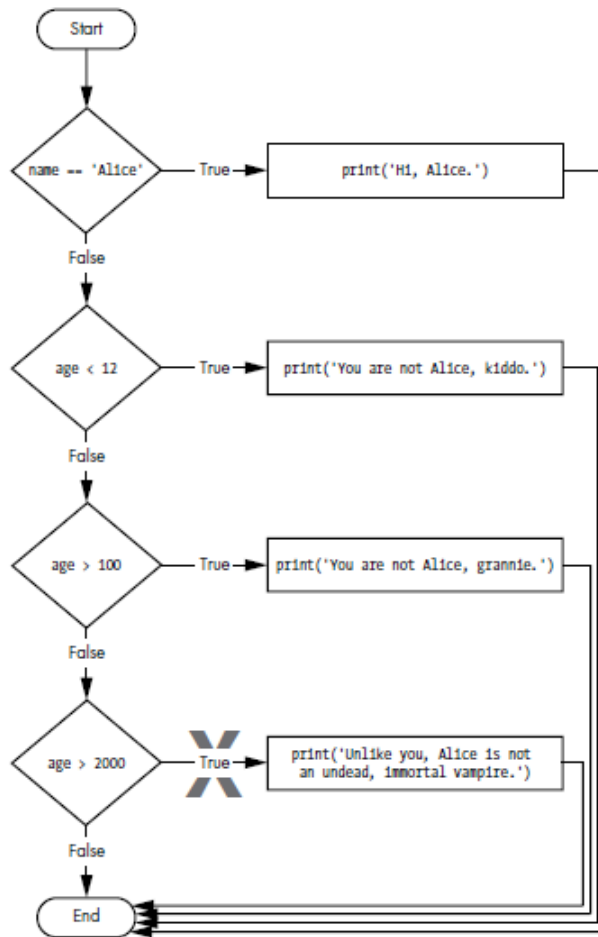 Start
name == 'Alice'
True
print('Hi, Alice.')
False
age < 12
True
print('You are not Alice, kiddo.')
False
age > 100
True
print('You are not Alice, grannie.')
False
age > 2000
True
print('Unlike you, Alice is not
an undead, immortal vampire.')
False
End